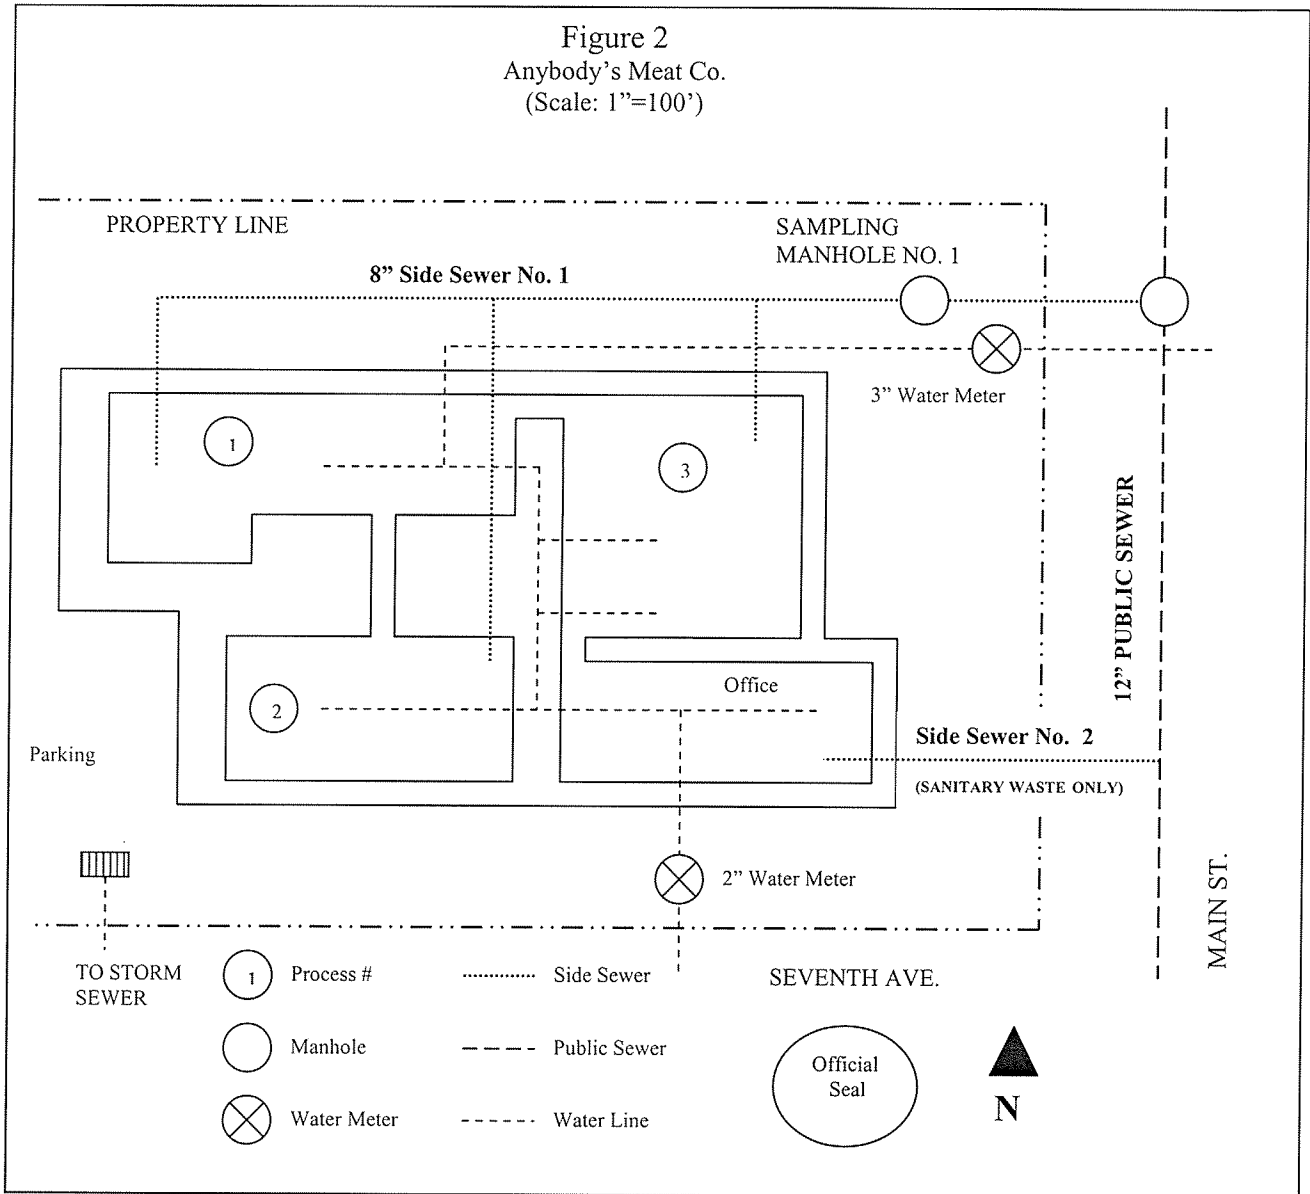 Figure 2
Anybody's Meat Co.
(Scale: 1"=100')
PROPERTY LINE
SAMPLING
MANHOLE NO. 1
8" Side Sewer No. 1
3" Water Meter
1
3
12" PUBLIC SEWER
Office
2
Side Sewer No. 2
(SANITARY WASTE ONLY)
Parking
2" Water Meter
MAIN ST.
TO STORM
SEWER
1 Process #
Side Sewer
SEVENTH AVE.
Manhole
Public Sewer
Official
Seal
Water Meter
Water Line
N